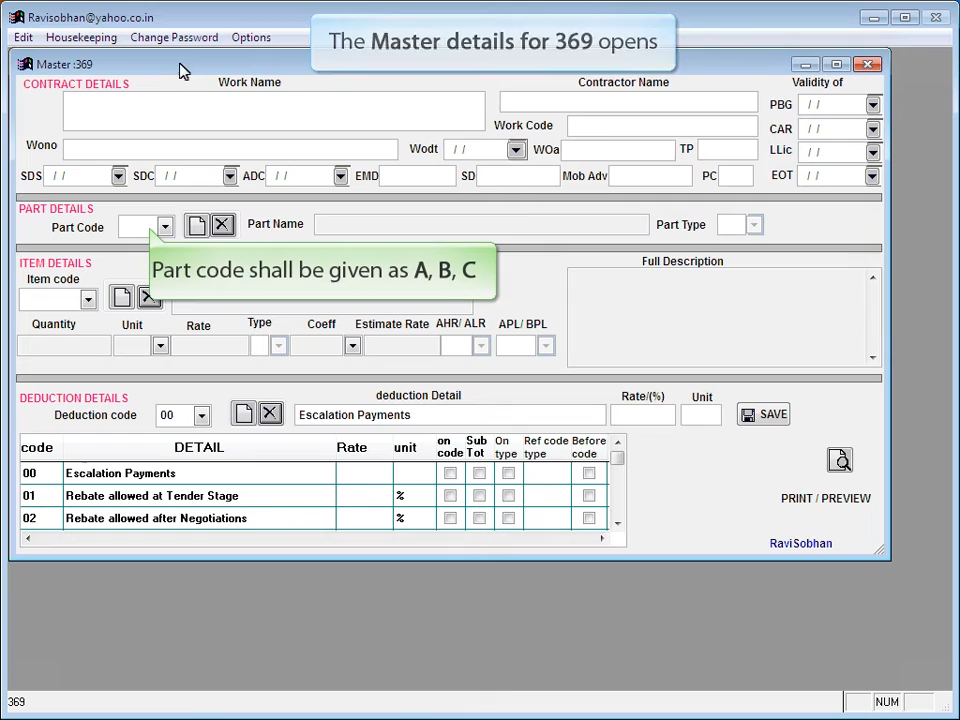 Ravisobhan@yahoo.co.in
Edit Housekeeping Change Password Options
The Master details for 369 opens
Master :369
CONTRACT DETAILS Work Name Contractor Name Validity of
PBG / /
Work Code CAR / /
Wono Wodt / / WOa TP LLic / /
SDS / / SDC / / ADC / / EMD SD Mob Adv PC EOT / /
PART DETAILS
Part Code Part Name Part Type
Part code shall be given as A, B, C
ITEM DETAILS Full Description
Item code
Quantity Unit Rate Type Coeff Estimate Rate AHR/ ALR APL/ BPL
DEDUCTION DETAILS deduction Detail Rate/(%) Unit
Deduction code 00 Escalation Payments SAVE
code DETAIL Rate unit on code Sub Tot On type Ref code type Before code
00 Escalation Payments
01 Rebate allowed at Tender Stage %
02 Rebate allowed after Negotiations %
PRINT / PREVIEW
RaviSobhan
369 NUM